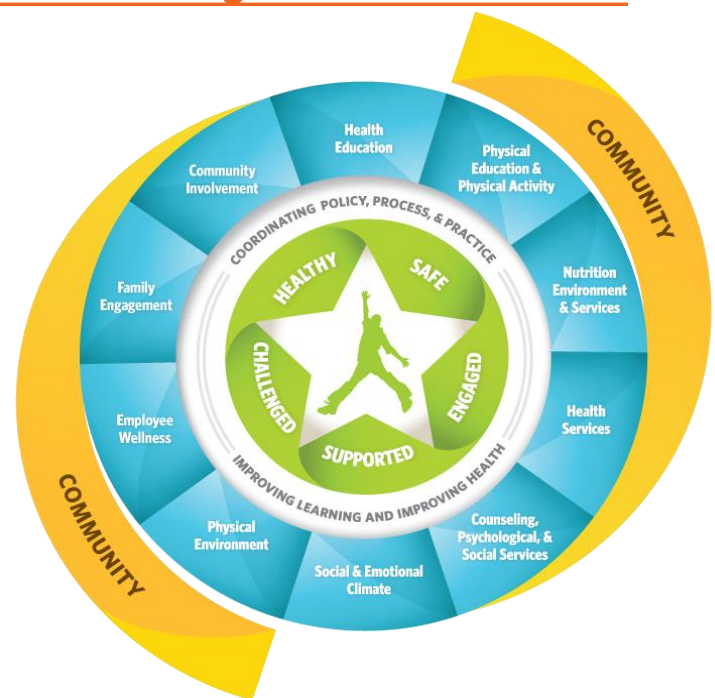 COMMUNITY
Health
Education
Physical
Education &
Physical Activity
Nutrition
Environment
& Services
Health
Services
Counseling,
Psychological, &
Social Services
Social & Emotional
Climate
Physical
Environment
Employee
Wellness
Family
Engagement
Community
Involvement
COORDINATING POLICY, PROCESS, & PRACTICE
IMPROVING LEARNING AND IMPROVING HEALTH
HEALTHY
SAFE
ENGAGED
SUPPORTED
CHALLENGED
COMMUNITY